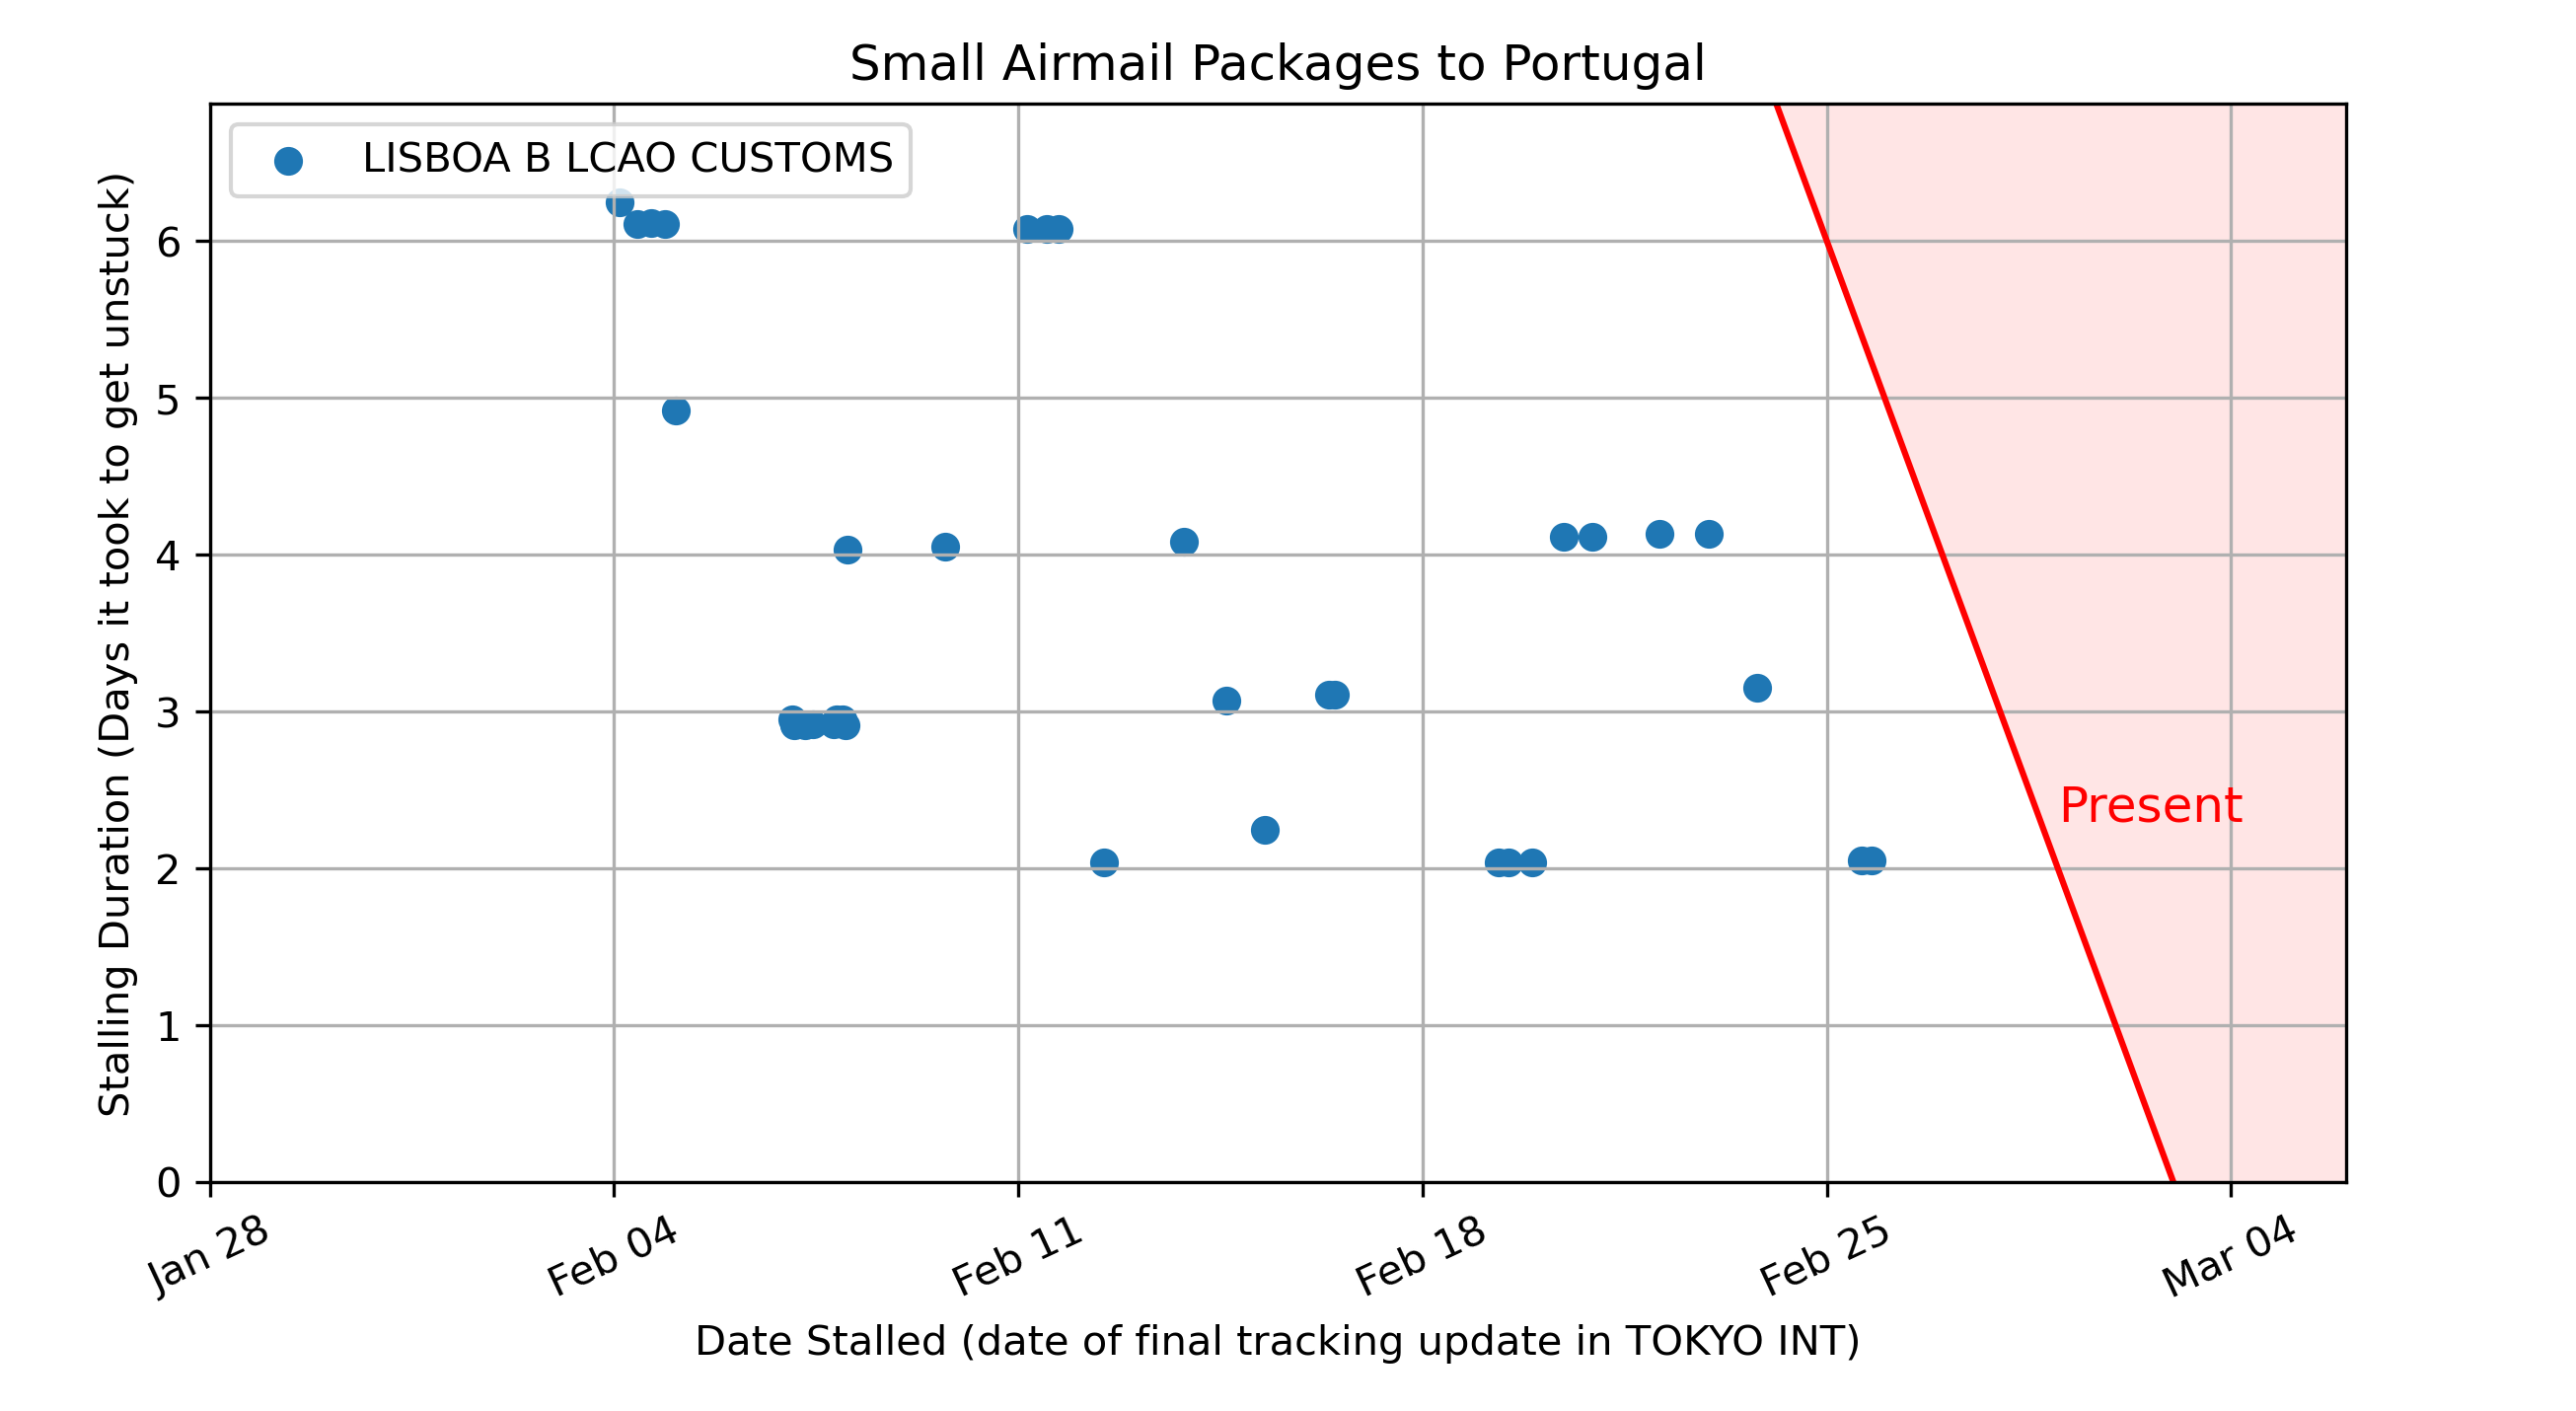 Small Airmail Packages to Portugal
LISBOA B LCAO CUSTOMS
Stalling Duration (Days it took to get unstuck)
6
5
4
3
2
1
0
Present
Jan 28
Feb 04
Feb 11
Feb 18
Feb 25
Mar 04
Date Stalled (date of final tracking update in TOKYO INT)